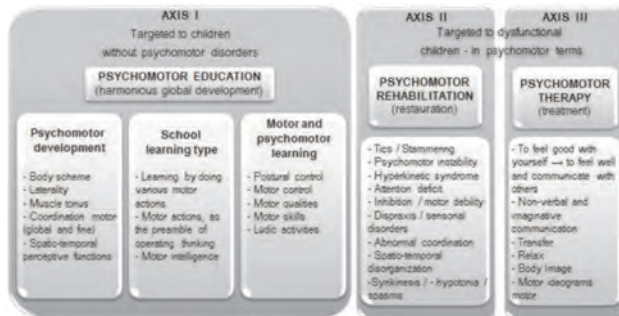 AXIS I
Targeted to children
without psychomotor disorders
PSYCHOMOTOR EDUCATION
(harmonious global development)
Psychomotor
development
- Body scheme
- Laterality
- Muscle tonus
- Coordination motor
(global and fine)
- Spatio-temporal
perceptive functions
School
learning type
- Learning by doing
various motor
actions
- Motor actions, as
the preamble of
operating thinking
- Motor intelligence
Motor and
psychomotor
learning
- Postural control
- Motor control
- Motor qualities
- Motor skills
- Ludic activities
AXIS II
AXIS III
Targeted to dysfunctional
children - in psychomotor terms
PSYCHOMOTOR
REHABILITATION
(restauration)
- Tics / Stammering
- Psychomotor instability
- Hyperkinetic syndrome
- Attention deficit
- Inhibition / motor debility
- Dispraxis / sensorial
disorders
- Abnormal coordination
- Spato-temporal
disorganization
-Synkinesis / - hypotonia /
spasms
PSYCHOMOTOR
THERAPY
(treatment)
- To feel good with
yourself → to feel well
and communicate with
others
- Non-verbal and
imaginative
communication
- Transfer
- Relax
- Body Image
- Motor ideograms
motor